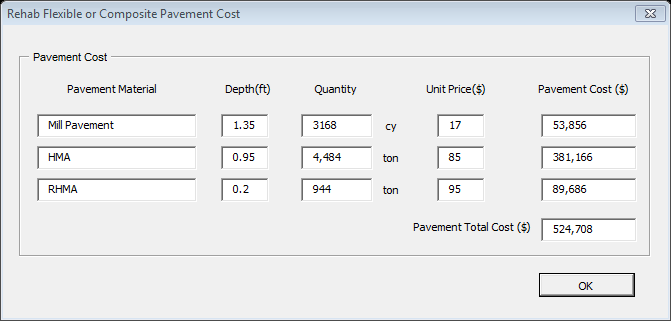 Rehab Flexible or Composite Pavement Cost
Pavement Cost
Pavement Material Depth(ft) Quantity Unit Price($) Pavement Cost ($)
Mill Pavement 1.35 3168 cy 17 53,856
HMA 0.95 4,484 ton 85 381,166
RHMA 0.2 944 ton 95 89,686
Pavement Total Cost ($) 524,708
OK